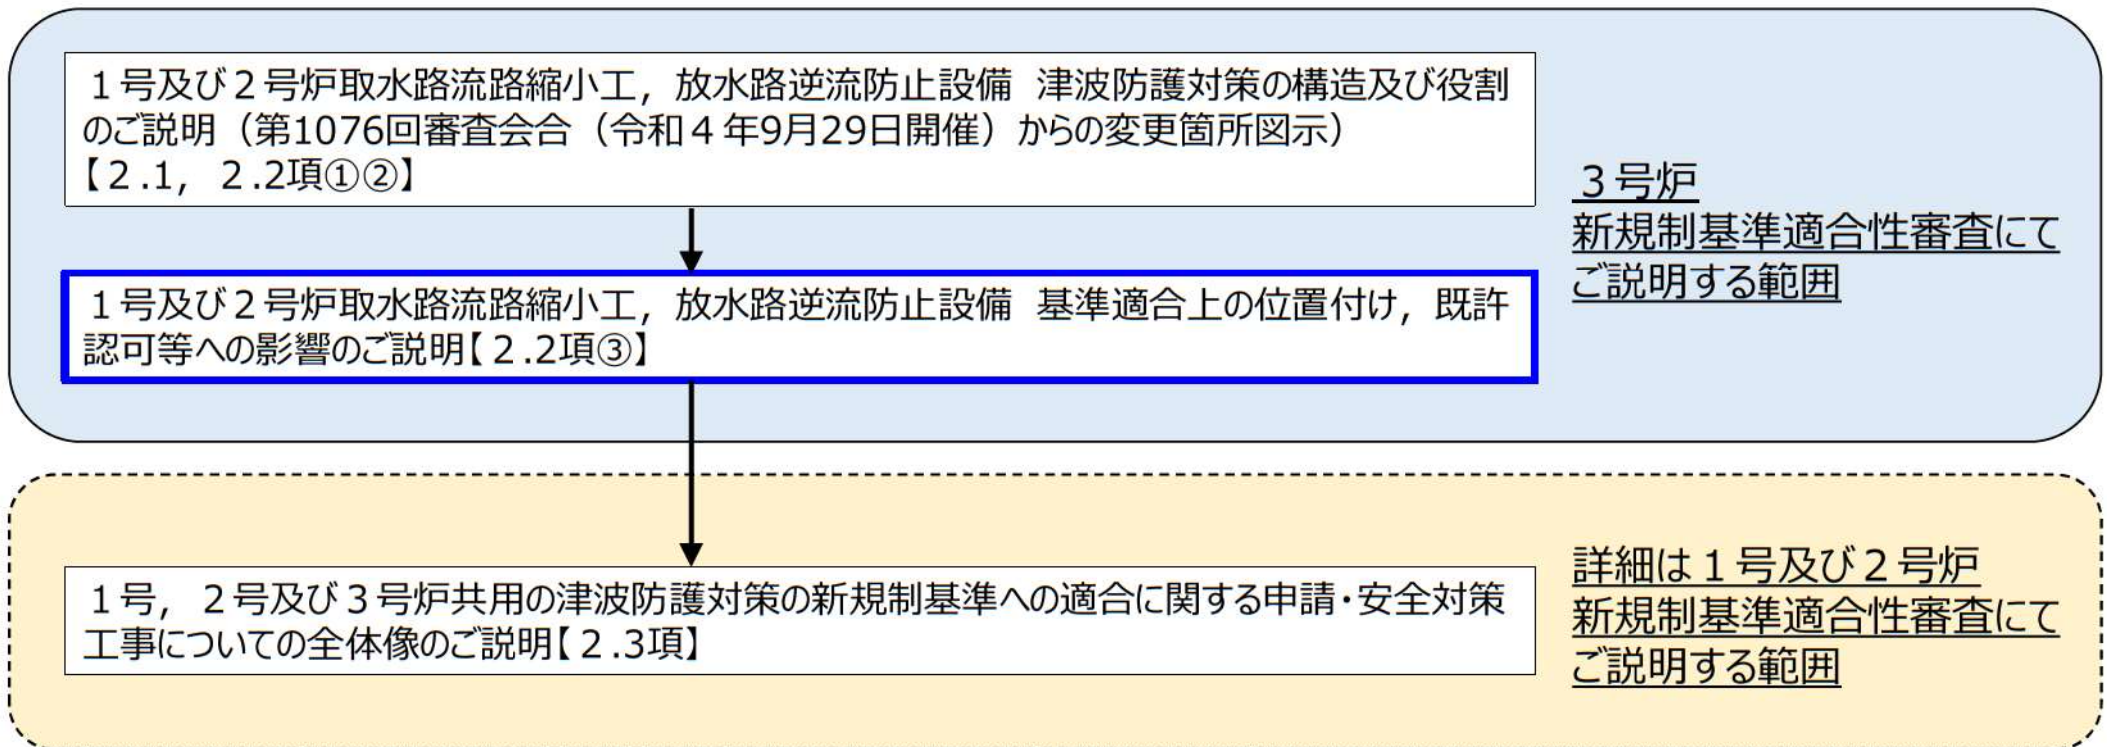 １号及び２号炉取水路流路縮小工，放水路逆流防止設備　津波防護対策の構造及び役割
のご説明（第1076回審査会合（令和４年9月29日開催）からの変更箇所図示）
【２.1，２.2項①②】
３号炉
新規制基準適合性審査にて
ご説明する範囲
１号及び２号炉取水路流路縮小工，放水路逆流防止設備　基準適合上の位置付け，既許
認可等への影響のご説明【２.2項③】
１号，２号及び３号炉共用の津波防護対策の新規制基準への適合に関する申請・安全対策
工事についての全体像のご説明【２.3項】
詳細は１号及び２号炉
新規制基準適合性審査にて
ご説明する範囲